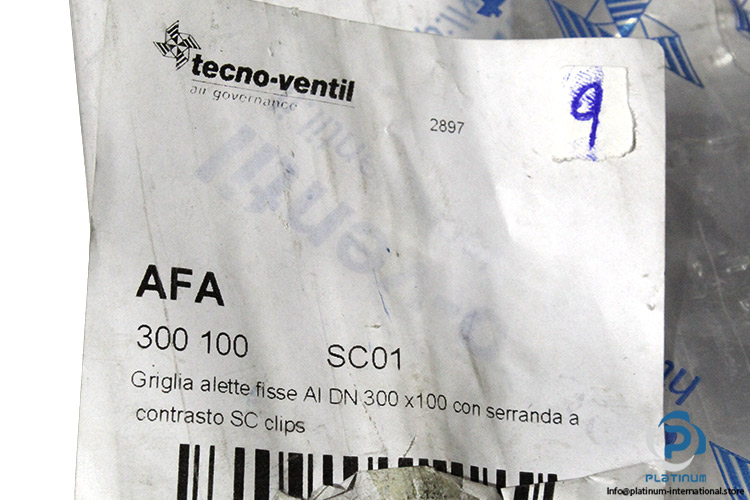 tecno-ventil
air governance
2897
9
AFA
300 100 SC01
Griglia alette fisse Al DN 300 x100 con serranda a
contrasto SC clips
PLATINUM
Info@platinum-international.store